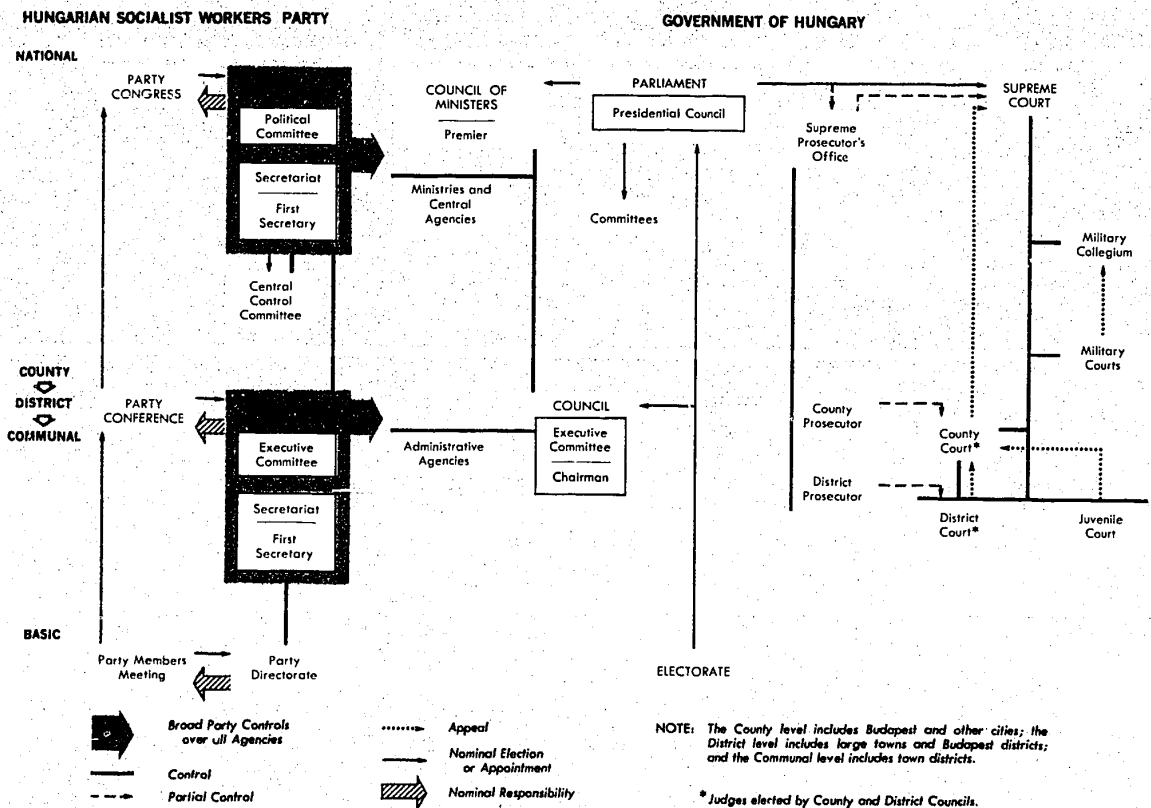 HUNGARIAN SOCIALIST WORKERS PARTY
GOVERNMENT OF HUNGARY
NATIONAL
PARTY
CONGRESS
Political
Committee
Secretariat
First
Secretary
Central
Control
Committee
COUNCIL OF
MINISTERS
Premier
Ministries and
Central
Agencies
PARLIAMENT
Presidential Council
Committees
Supreme
Prosecutor's
Office
SUPREME
COURT
Military
Collegium
Military
Courts
COUNTY
DISTRICT
COMMUNAL
PARTY
CONFERENCE
Executive
Committee
Secretariat
First
Secretary
Administrative
Agencies
COUNCIL
Executive
Committee
Chairman
County
Prosecutor
County
Court*
District
Prosecutor
District
Court*
Juvenile
Court
BASIC
Party Members
Meeting
Party
Directorate
ELECTORATE
Broad Party Controls
over all Agencies
Control
Partial Control
Appeal
Nominal Election
or Appointment
Nominal Responsibility
NOTE: The County level includes Budapest and other cities; the
District level includes large towns and Budapest districts;
and the Communal level includes town districts.
* Judges elected by County and District Councils.